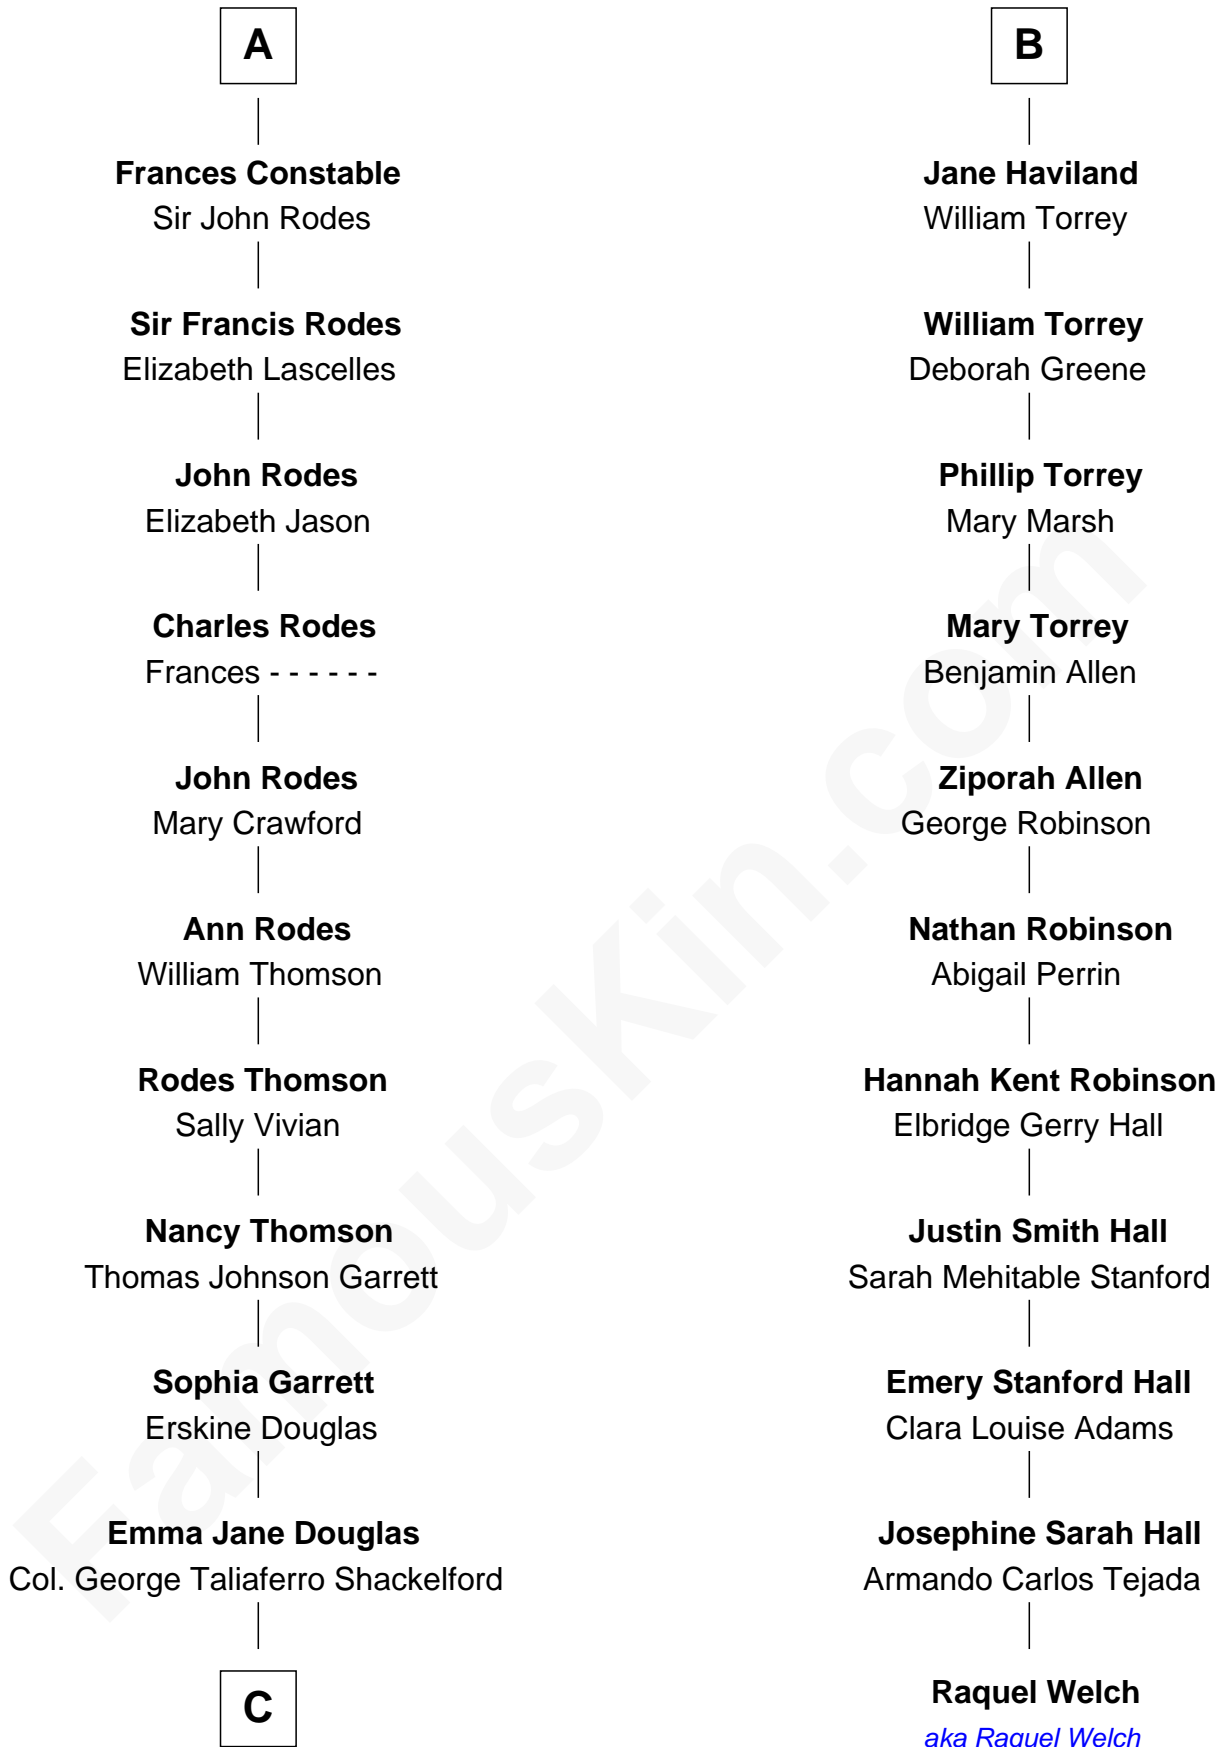 A
Frances Constable
Sir John Rodes
Sir Francis Rodes
Elizabeth Lascelles
John Rodes
Elizabeth Jason
Charles Rodes
Frances - - - - - -
John Rodes
Mary Crawford
Ann Rodes
William Thomson
Rodes Thomson
Sally Vivian
Nancy Thomson
Thomas Johnson Garrett
Sophia Garrett
Erskine Douglas
Emma Jane Douglas
Col. George Taliaferro Shackelford
C
B
Jane Haviland
William Torrey
William Torrey
Deborah Greene
Phillip Torrey
Mary Marsh
Mary Torrey
Benjamin Allen
Ziporah Allen
George Robinson
Nathan Robinson
Abigail Perrin
Hannah Kent Robinson
Elbridge Gerry Hall
Justin Smith Hall
Sarah Mehitable Stanford
Emery Stanford Hall
Clara Louise Adams
Josephine Sarah Hall
Armando Carlos Tejada
Raquel Welch
aka Raquel Welch
FamousKin.com